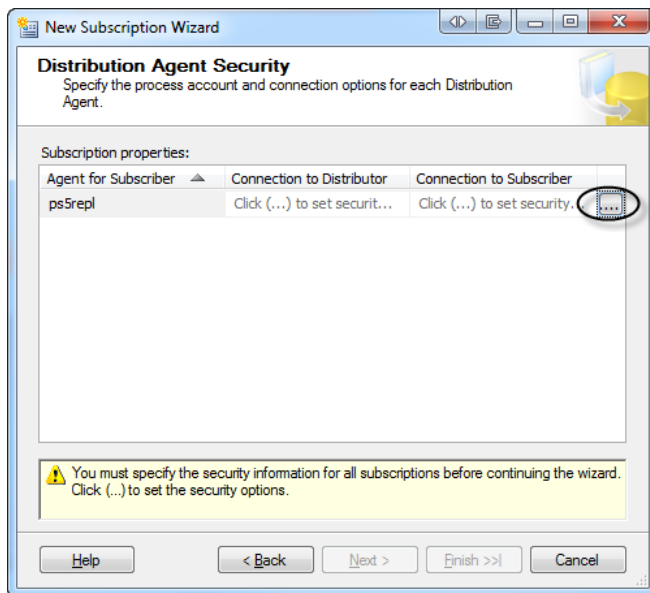 New Subscription Wizard
Distribution Agent Security
Specify the process account and connection options for each Distribution
Agent.
Subscription properties:
Agent for Subscriber Connection to Distributor Connection to Subscriber
ps5repl Click (...) to set securit... Click (...) to set security... ....
You must specify the security information for all subscriptions before continuing the wizard.
Click (...) to set the security options.
Help < Back Next > Finish >>| Cancel